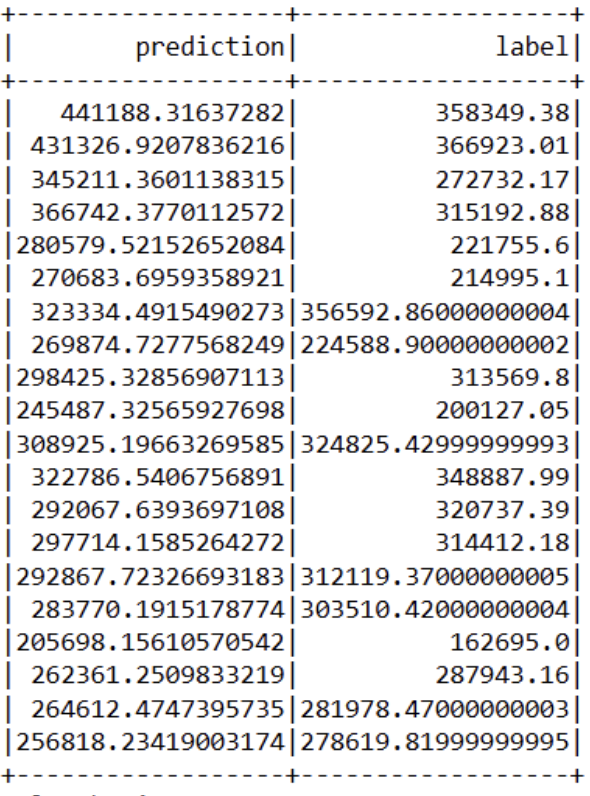 +------------------+------------------+
|        prediction|             label|
+------------------+------------------+
|   441188.31637282|         358349.38|
| 431326.9207836216|         366923.01|
| 345211.3601138315|         272732.17|
| 366742.3770112572|         315192.88|
|280579.52152652084|          221755.6|
| 270683.6959358921|          214995.1|
| 323334.4915490273|356592.86000000004|
| 269874.7277568249|224588.90000000002|
|298425.32856907113|          313569.8|
|245487.32565927698|         200127.05|
|308925.19663269585|324825.42999999993|
| 322786.5406756891|         348887.99|
| 292067.6393697108|         320737.39|
| 297714.1585264272|         314412.18|
|292867.72326693183|312119.37000000005|
| 283770.1915178774|303510.42000000004|
|205698.15610570542|          162695.0|
| 262361.2509833219|         287943.16|
| 264612.4747395735|281978.47000000003|
|256818.23419003174|278619.81999999995|
+------------------+------------------+